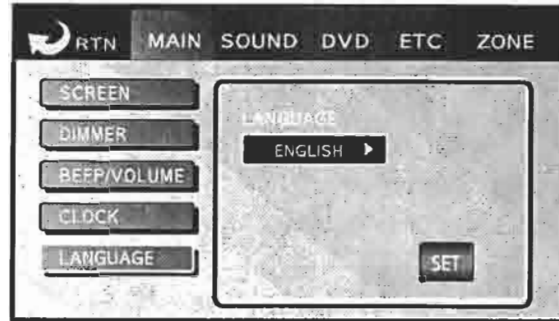 RTN MAIN SOUND DVD ETC ZONE
SCREEN
DIMMER
BEEP/VOLUME
CLOCK
LANGUAGE
LANGUAGE
ENGLISH
SET